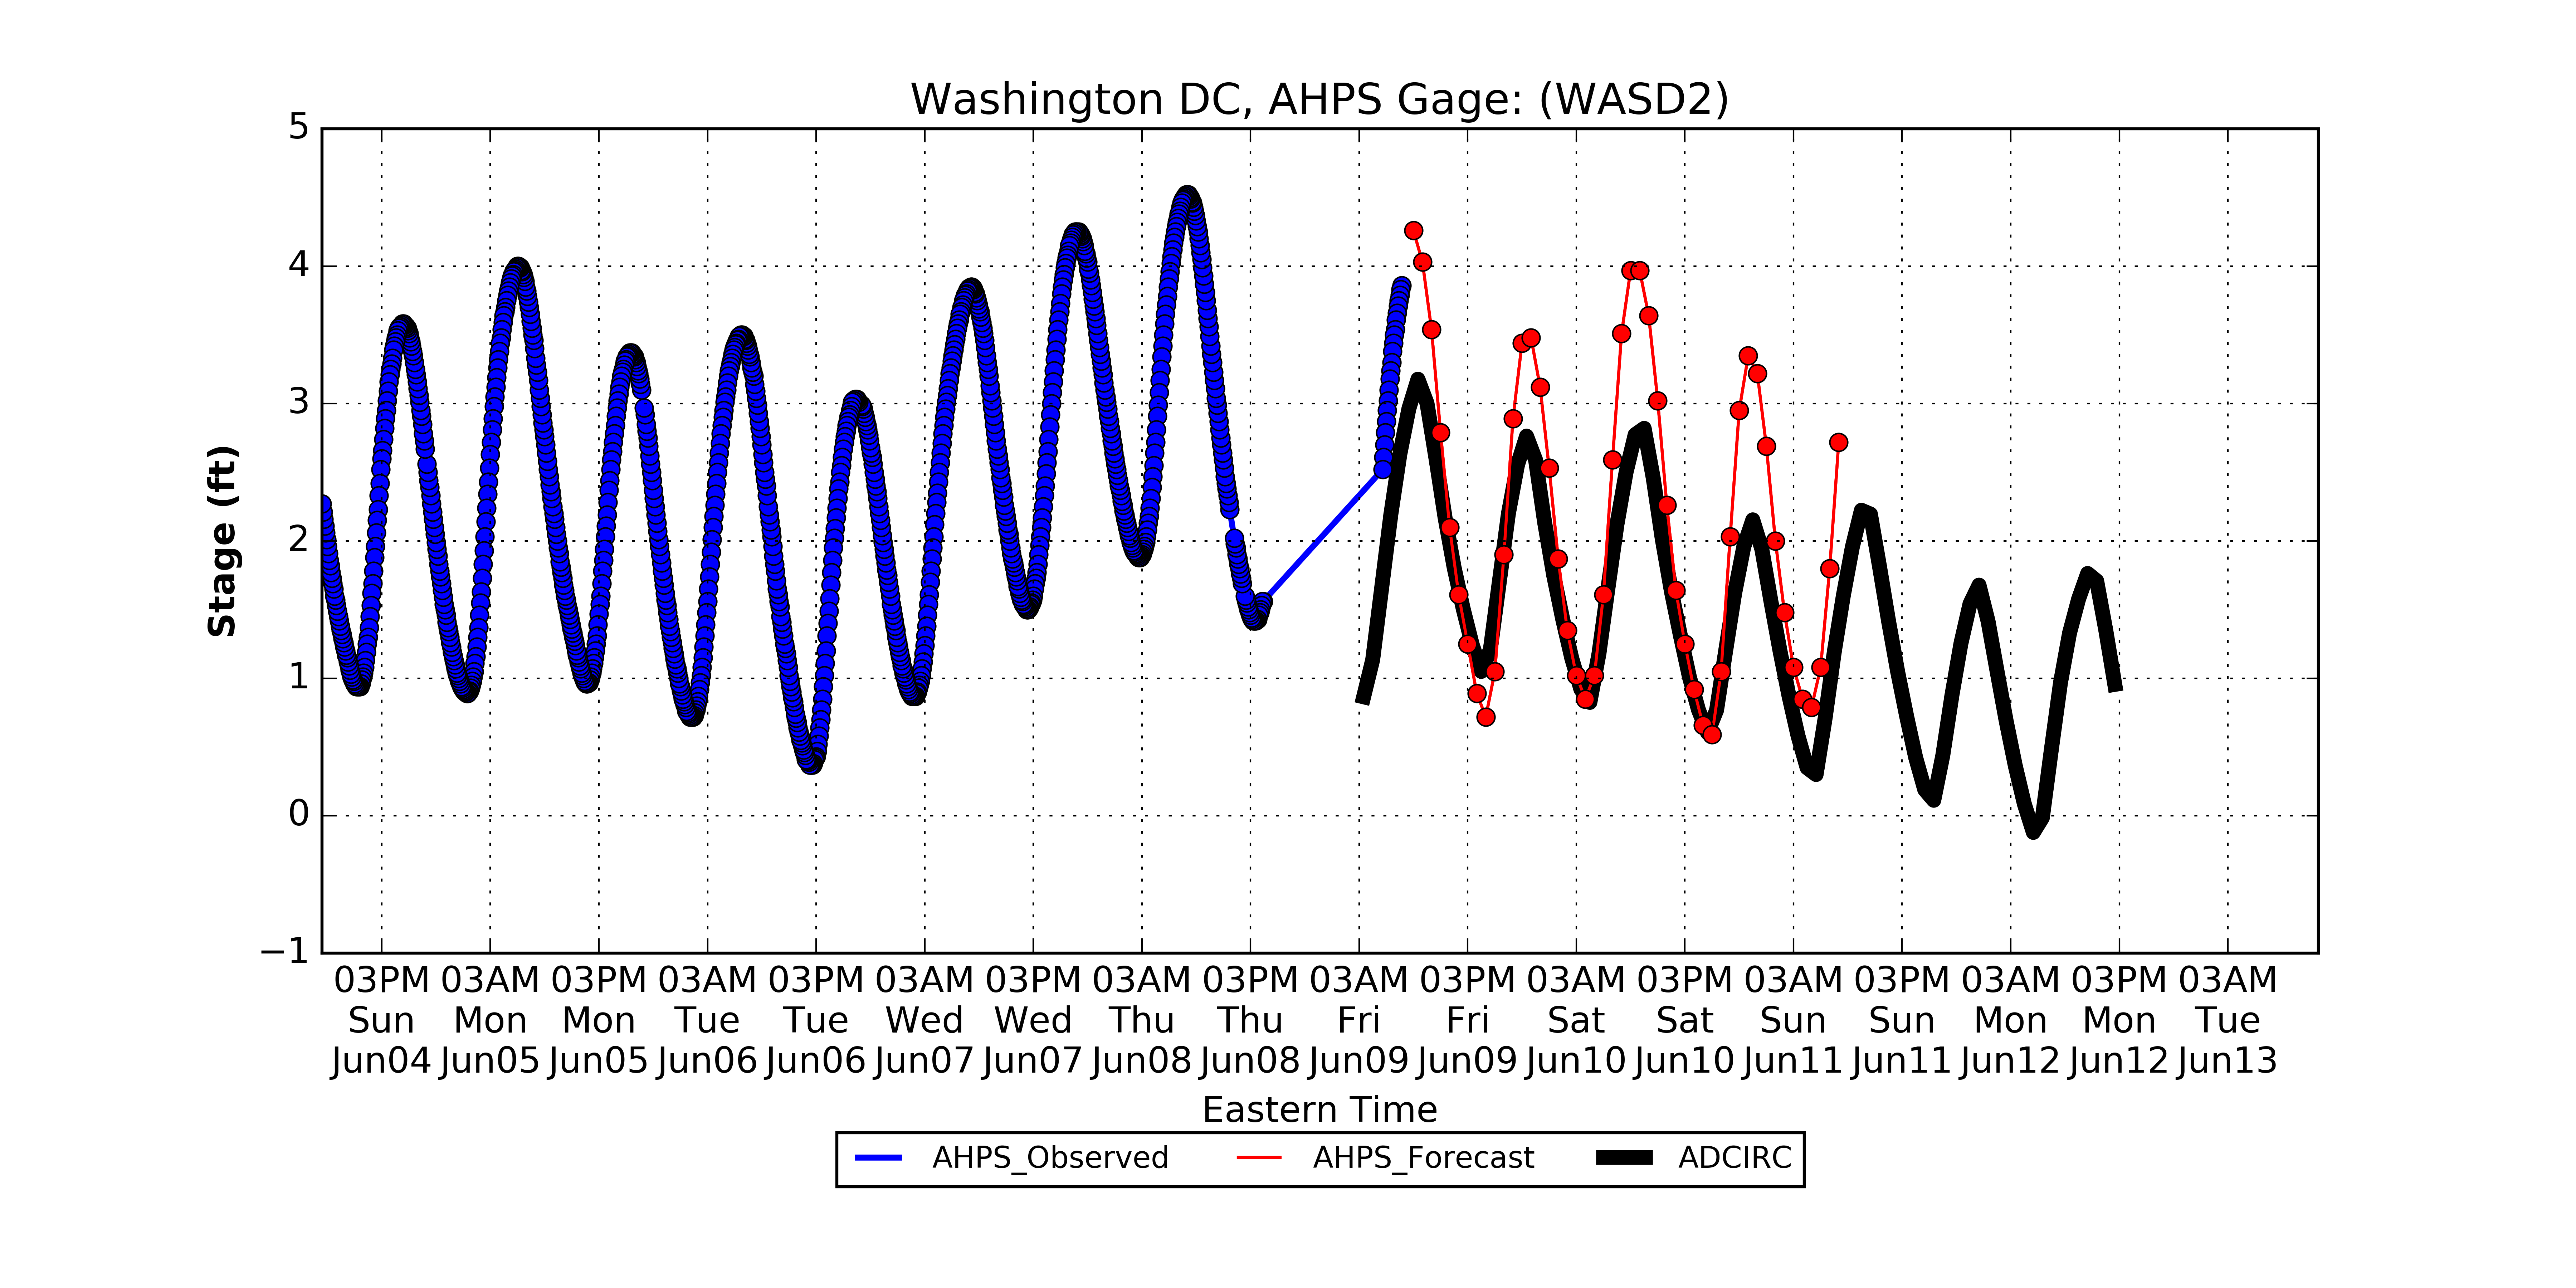 Washington DC, AHPS Gage: (WASD2)
5
4
3
2
1
0
−1
Stage (ft)
03PM 03AM 03PM 03AM 03PM 03AM 03PM 03AM 03PM 03AM 03PM 03AM 03PM 03AM 03PM 03AM 03PM 03AM
Sun Mon Mon Tue Tue Wed Wed Thu Thu Fri Fri Sat Sat Sun Sun Mon Mon Tue
Jun04 Jun05 Jun05 Jun06 Jun06 Jun07 Jun07 Jun08 Jun08 Jun09 Jun09 Jun10 Jun10 Jun11 Jun11 Jun12 Jun12 Jun13
Eastern Time
AHPS_Observed AHPS_Forecast ADCIRC